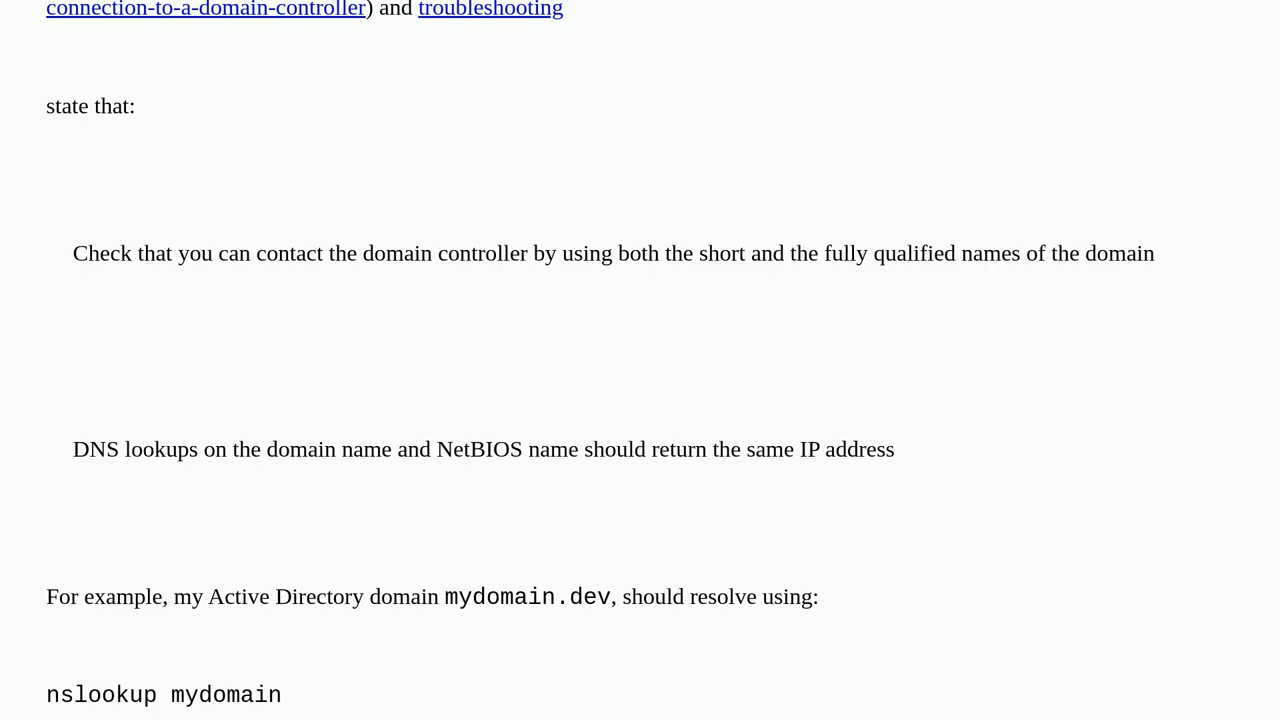 connection-to-a-domain-controller) and troubleshooting
state that:
Check that you can contact the domain controller by using both the short and the fully qualified names of the domain
DNS lookups on the domain name and NetBIOS name should return the same IP address
For example, my Active Directory domain mydomain.dev, should resolve using:
nslookup mydomain